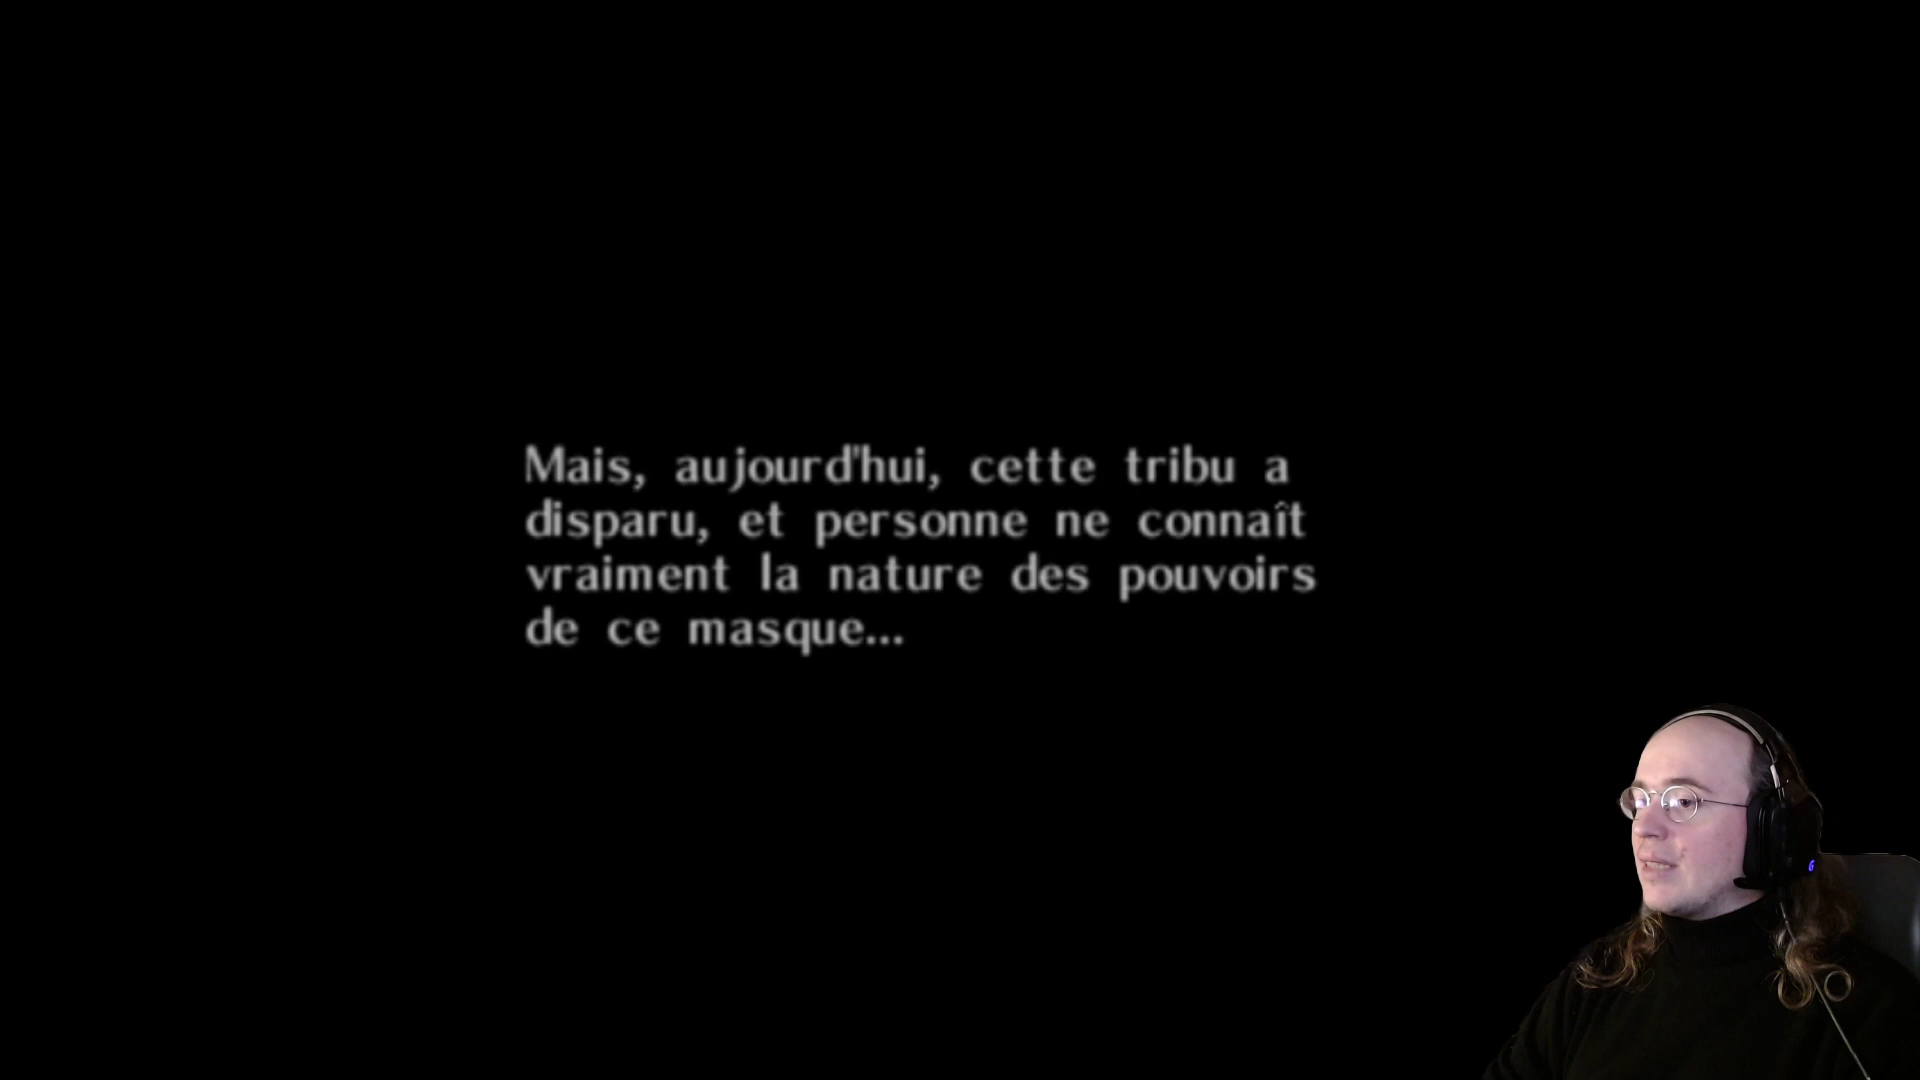 Mais, aujourd'hui, cette tribu a
disparu, et personne ne connaît
vraiment la nature des pouvoirs
de ce masque...